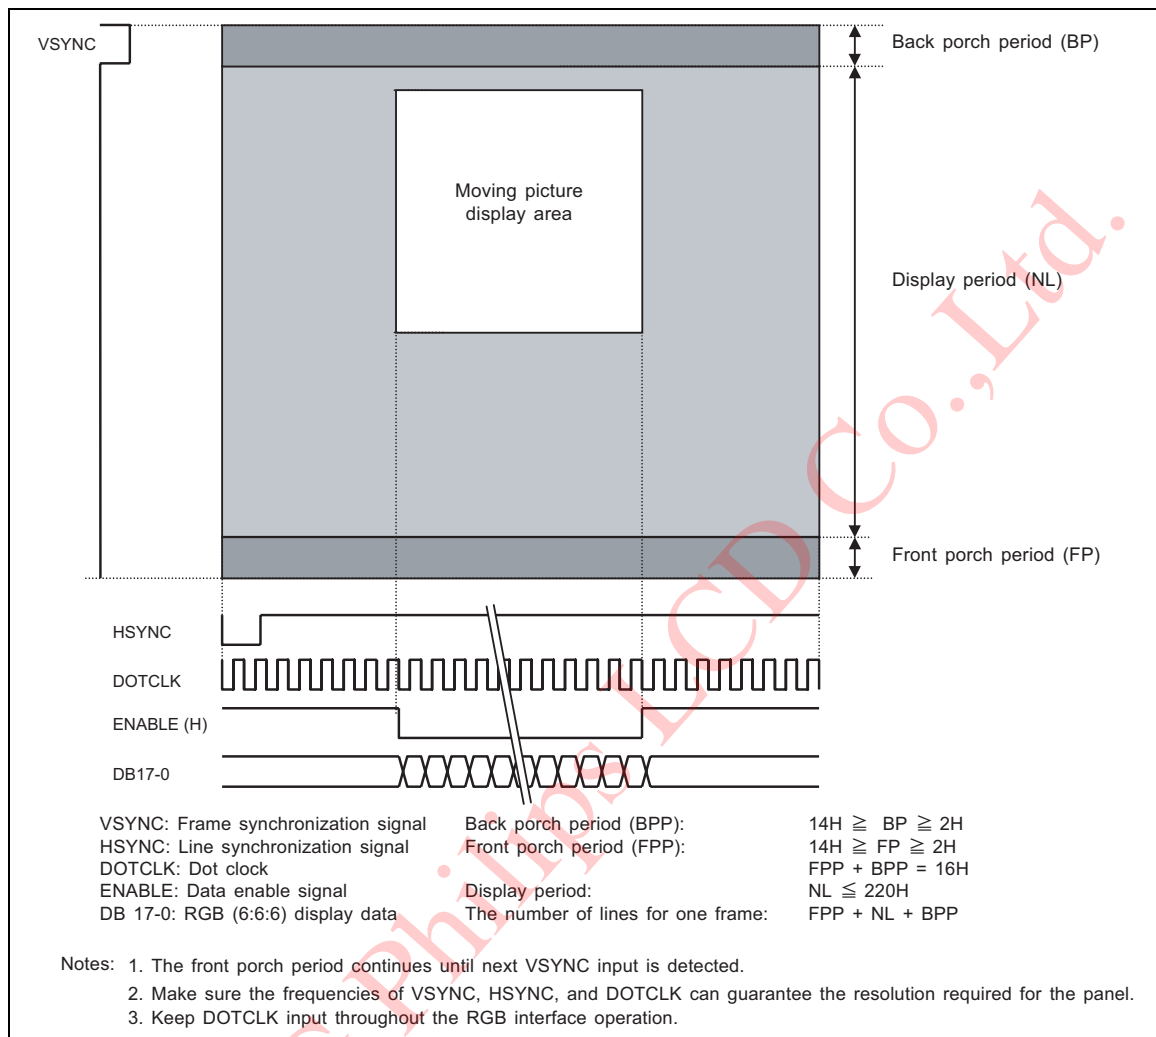 VSYNC
Back porch period (BP)
Moving picture
display area
Display period (NL)
Front porch period (FP)
HSYNC
DOTCLK
ENABLE (H)
DB17-0
VSYNC: Frame synchronization signal
HSYNC: Line synchronization signal
DOTCLK: Dot clock
ENABLE: Data enable signal
DB 17-0: RGB (6:6:6) display data
Back porch period (BPP): 14H ≧ BP ≧ 2H
Front porch period (FPP): 14H ≧ FP ≧ 2H
FPP + BPP = 16H
Display period: NL ≦ 220H
The number of lines for one frame: FPP + NL + BPP
Notes: 1. The front porch period continues until next VSYNC input is detected.
2. Make sure the frequencies of VSYNC, HSYNC, and DOTCLK can guarantee the resolution required for the panel.
3. Keep DOTCLK input throughout the RGB interface operation.
Philips LCD Co.,Ltd.